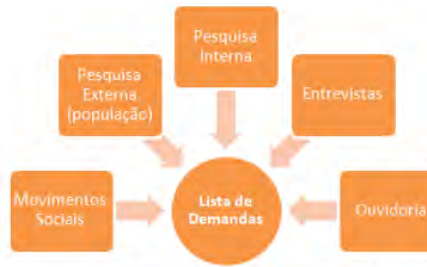 Pesquisa
Interna
Pesquisa
Externa
(população)
Entrevistas
Movimentos
Sociais
Lista de
Demandas
Ouvidoria